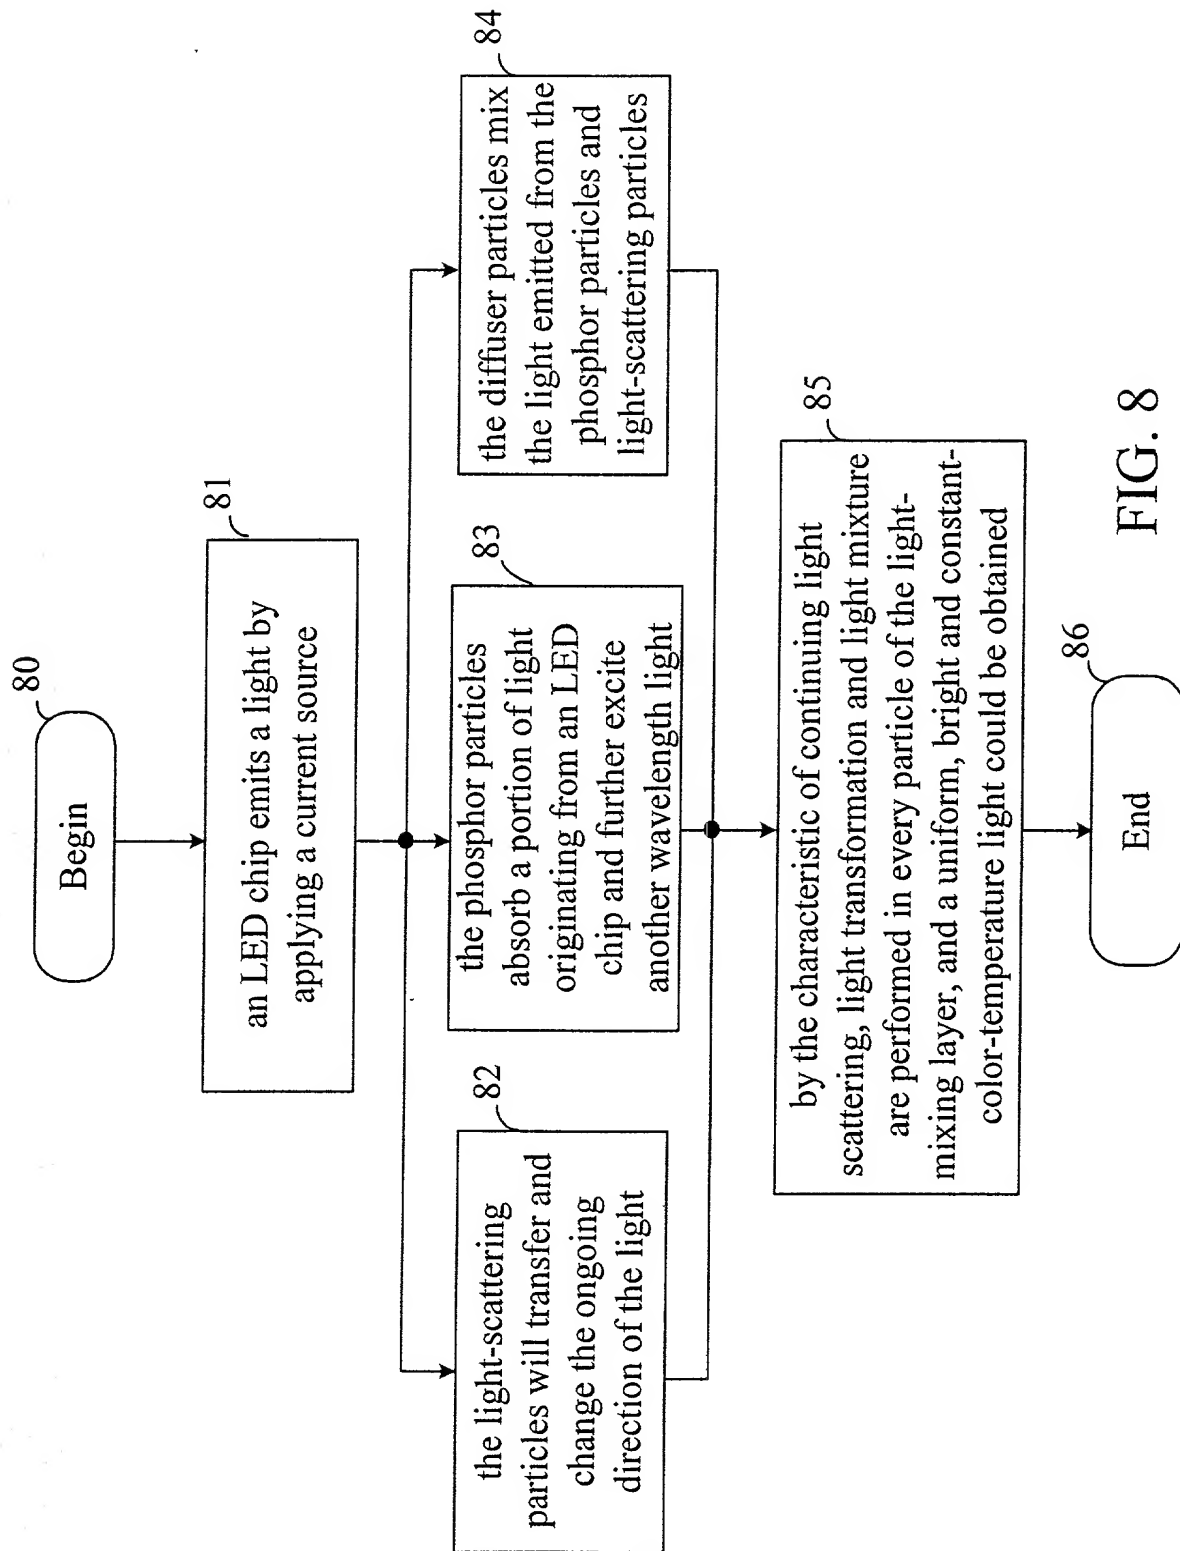 80
Begin
81
an LED chip emits a light by
applying a current source
82
the light-scattering
particles will transfer and
change the ongoing
direction of the light
83
the phosphor particles
absorb a portion of light
originating from an LED
chip and further excite
another wavelength light
84
the diffuser particles mix
the light emitted from the
phosphor particles and
light-scattering particles
85
by the characteristic of continuing light
scattering, light transformation and light mixture
are performed in every particle of the light-
mixing layer, and a uniform, bright and constant-
color-temperature light could be obtained
86
End
FIG. 8